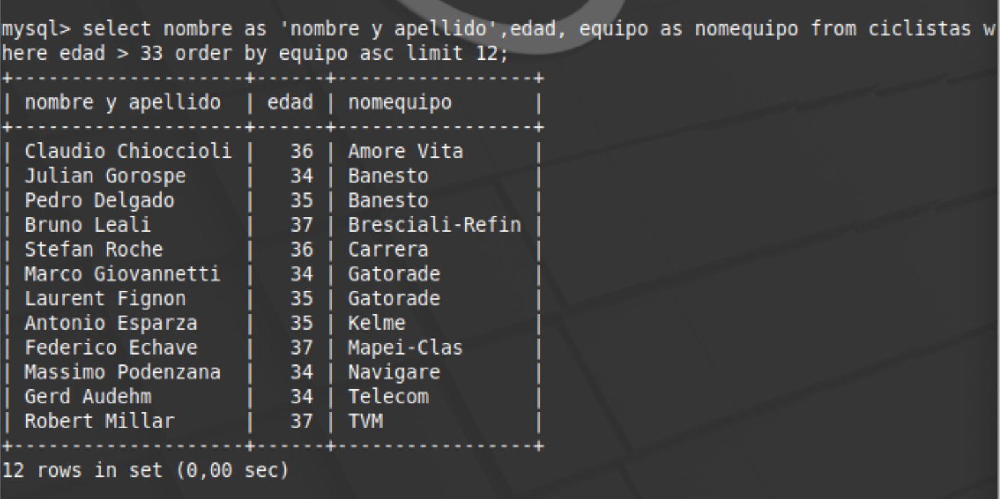 mysql> select nombre as 'nombre y apellido',edad, equipo as nomequipo from ciclistas w
here edad > 33 order by equipo asc limit 12;
+--------------------+------+-----------------+
| nombre y apellido  | edad | nomequipo       |
+--------------------+------+-----------------+
| Claudio Chioccioli |   36 | Amore Vita      |
| Julian Gorospe     |   34 | Banesto         |
| Pedro Delgado      |   35 | Banesto         |
| Bruno Leali        |   37 | Bresciali-Refin |
| Stefan Roche       |   36 | Carrera         |
| Marco Giovannetti  |   34 | Gatorade        |
| Laurent Fignon     |   35 | Gatorade        |
| Antonio Esparza    |   35 | Kelme           |
| Federico Echave    |   37 | Mapei-Clas      |
| Massimo Podenzana  |   34 | Navigare        |
| Gerd Audehm        |   34 | Telecom         |
| Robert Millar      |   37 | TVM             |
+--------------------+------+-----------------+
12 rows in set (0,00 sec)